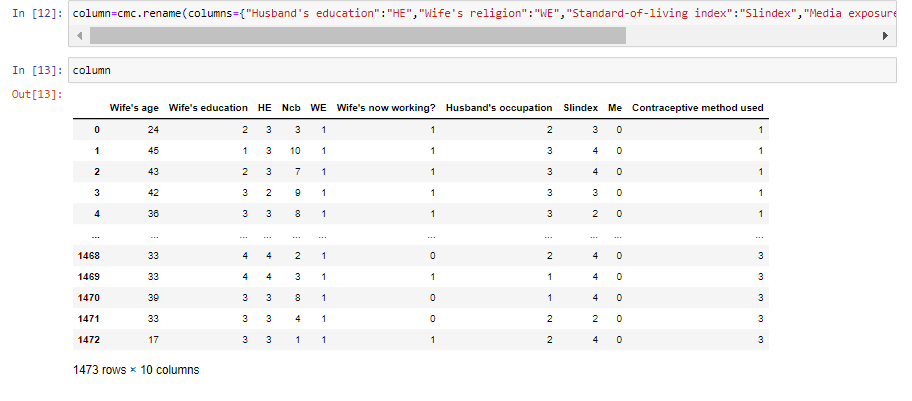 In [12]: column=cmc.rename(columns={"Husband's education":"HE","Wife's religion":"WE","Standard-of-living index":"Slindex","Media exposure
In [13]: column
Out[13]:
Wife's age Wife's education HE Ncb WE Wife's now working? Husband's occupation Slindex Me Contraceptive method used
0 24 2 3 3 1 1 2 3 0 1
1 45 1 3 10 1 1 3 4 0 1
2 43 2 3 7 1 1 3 4 0 1
3 42 3 2 9 1 1 3 3 0 1
4 36 3 3 8 1 1 3 2 0 1
... ... ... ... ... ... ... ... ... ... ...
1468 33 4 4 2 1 0 2 4 0 3
1469 33 4 4 3 1 1 1 4 0 3
1470 39 3 3 8 1 0 1 4 0 3
1471 33 3 3 4 1 0 2 2 0 3
1472 17 3 3 1 1 1 2 4 0 3
1473 rows × 10 columns